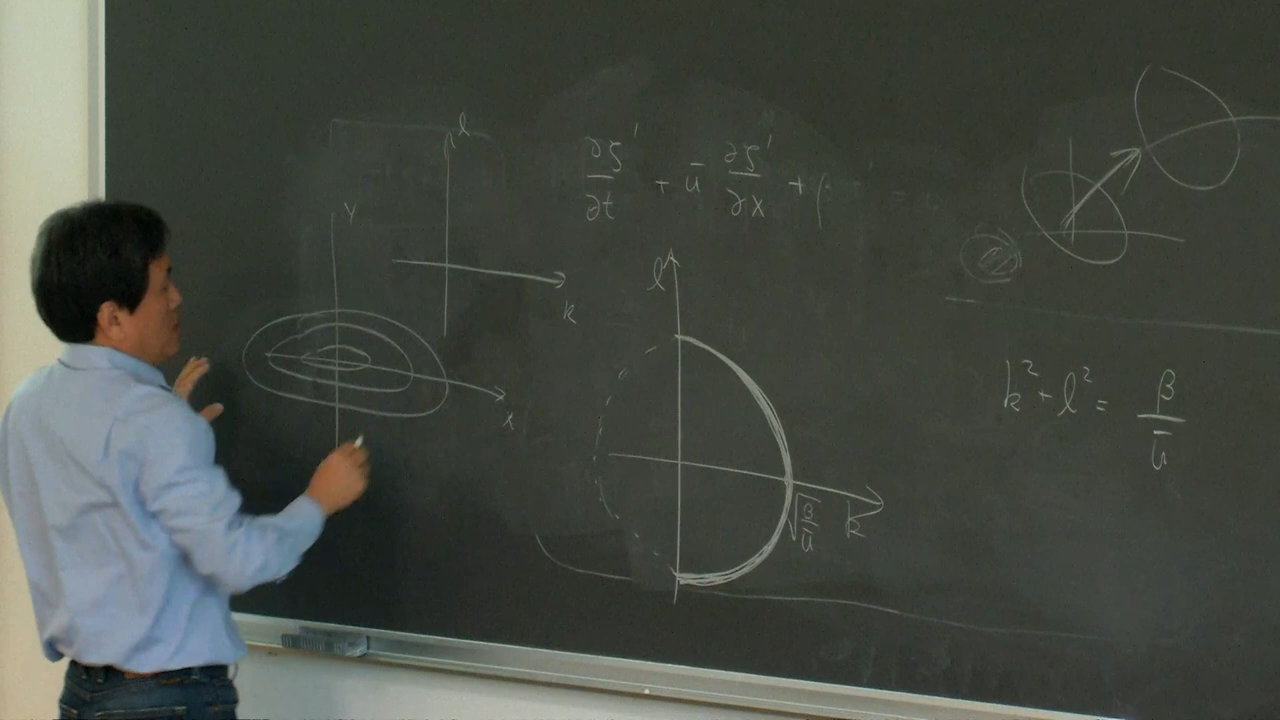 l
k
Y
x
∂ζ'/∂t + ū ∂ζ'/∂x + β
l
√(β/ū) k
k² + l² = β/ū